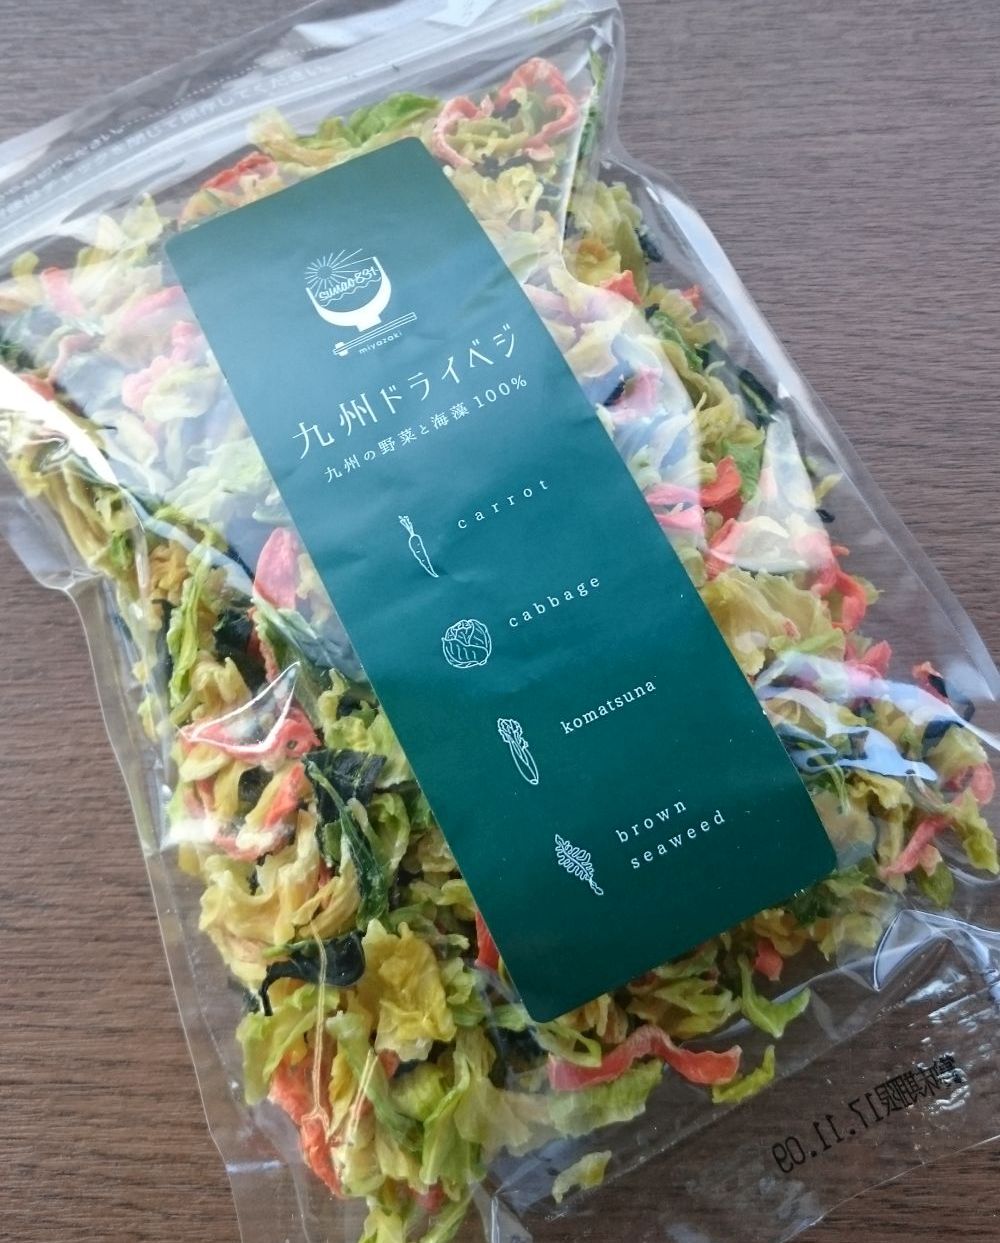 sunao831
miyazaki
九州ドライベジ
九州の野菜と海藻100%
carrot
cabbage
komatsuna
brown
seaweed
賞味期限17.11.09